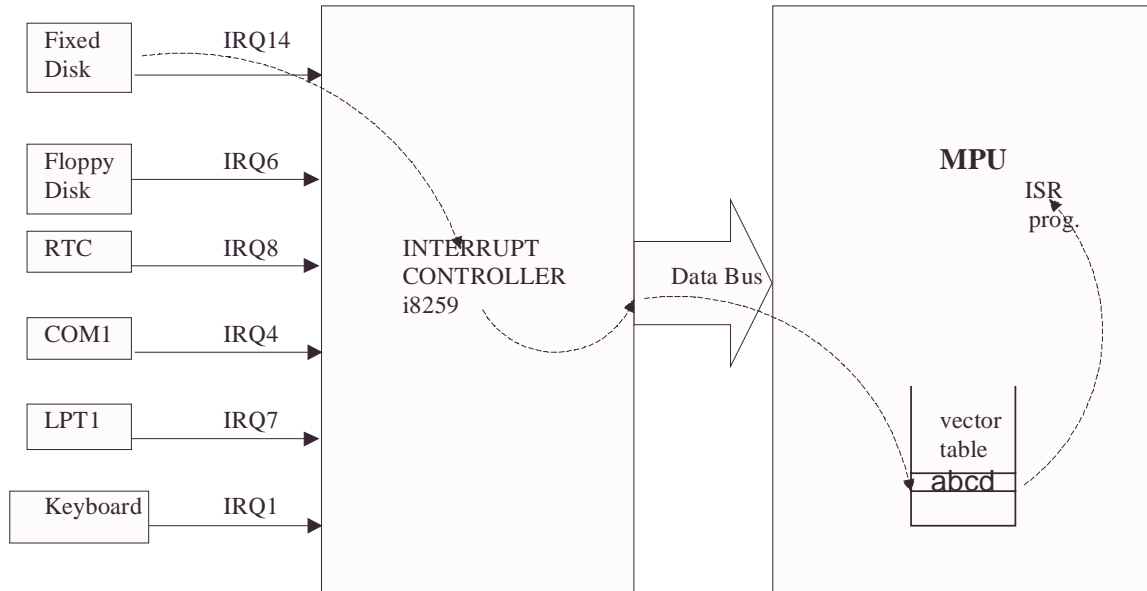 Fixed
Disk
IRQ14
Floppy
Disk
IRQ6
RTC
IRQ8
COM1
IRQ4
LPT1
IRQ7
Keyboard
IRQ1
INTERRUPT
CONTROLLER
i8259
Data Bus
MPU
ISR
prog.
vector
table
abcd